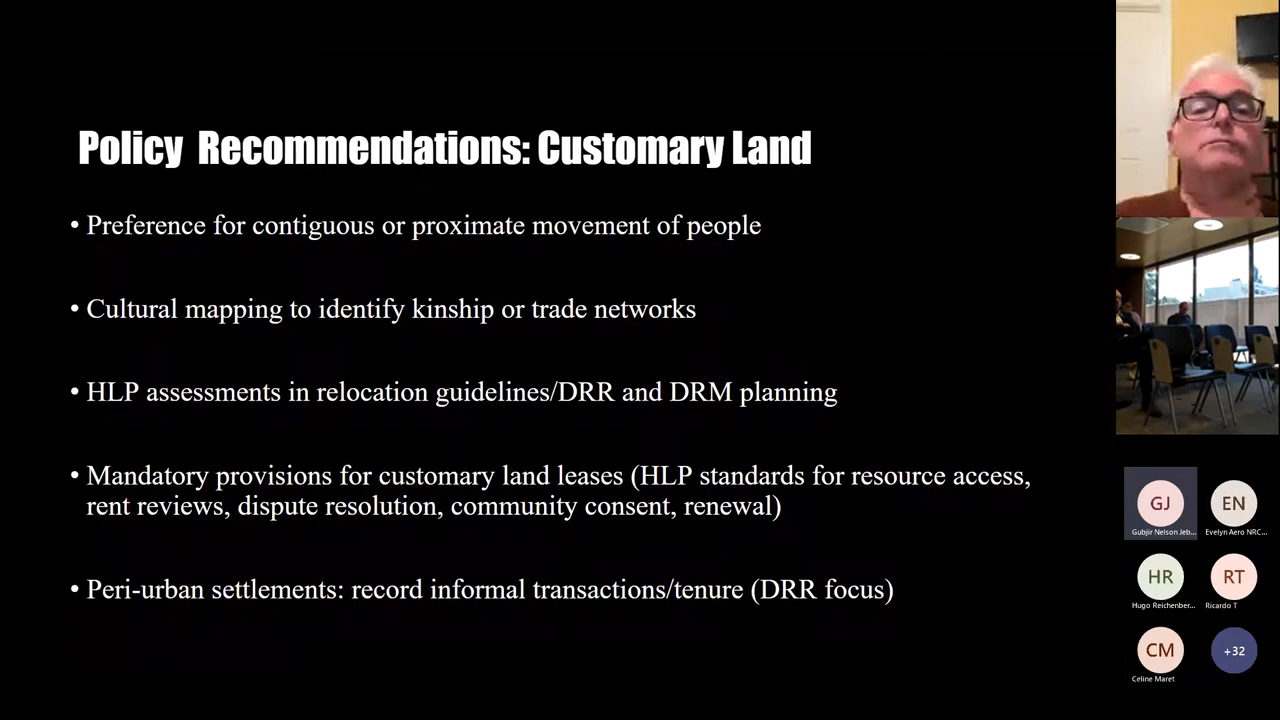 Policy Recommendations: Customary Land
• Preference for contiguous or proximate movement of people
• Cultural mapping to identify kinship or trade networks
• HLP assessments in relocation guidelines/DRR and DRM planning
• Mandatory provisions for customary land leases (HLP standards for resource access,
rent reviews, dispute resolution, community consent, renewal)
• Peri-urban settlements: record informal transactions/tenure (DRR focus)
GJ
Gubjir Nelson Jeb...
EN
Evelyn Aero NRC...
HR
Hugo Reichenber...
RT
Ricardo T
CM
Celine Maret
+32